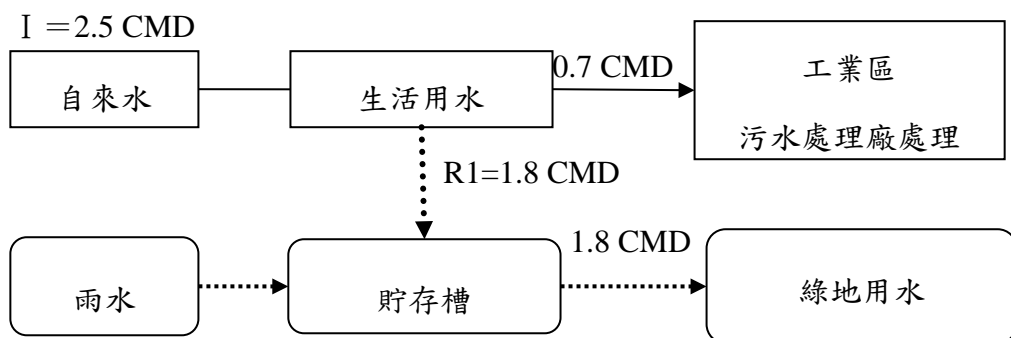 Ⅰ＝2.5 CMD
自來水
生活用水
0.7 CMD
工業區
污水處理廠處理
R1=1.8 CMD
雨水
貯存槽
1.8 CMD
綠地用水